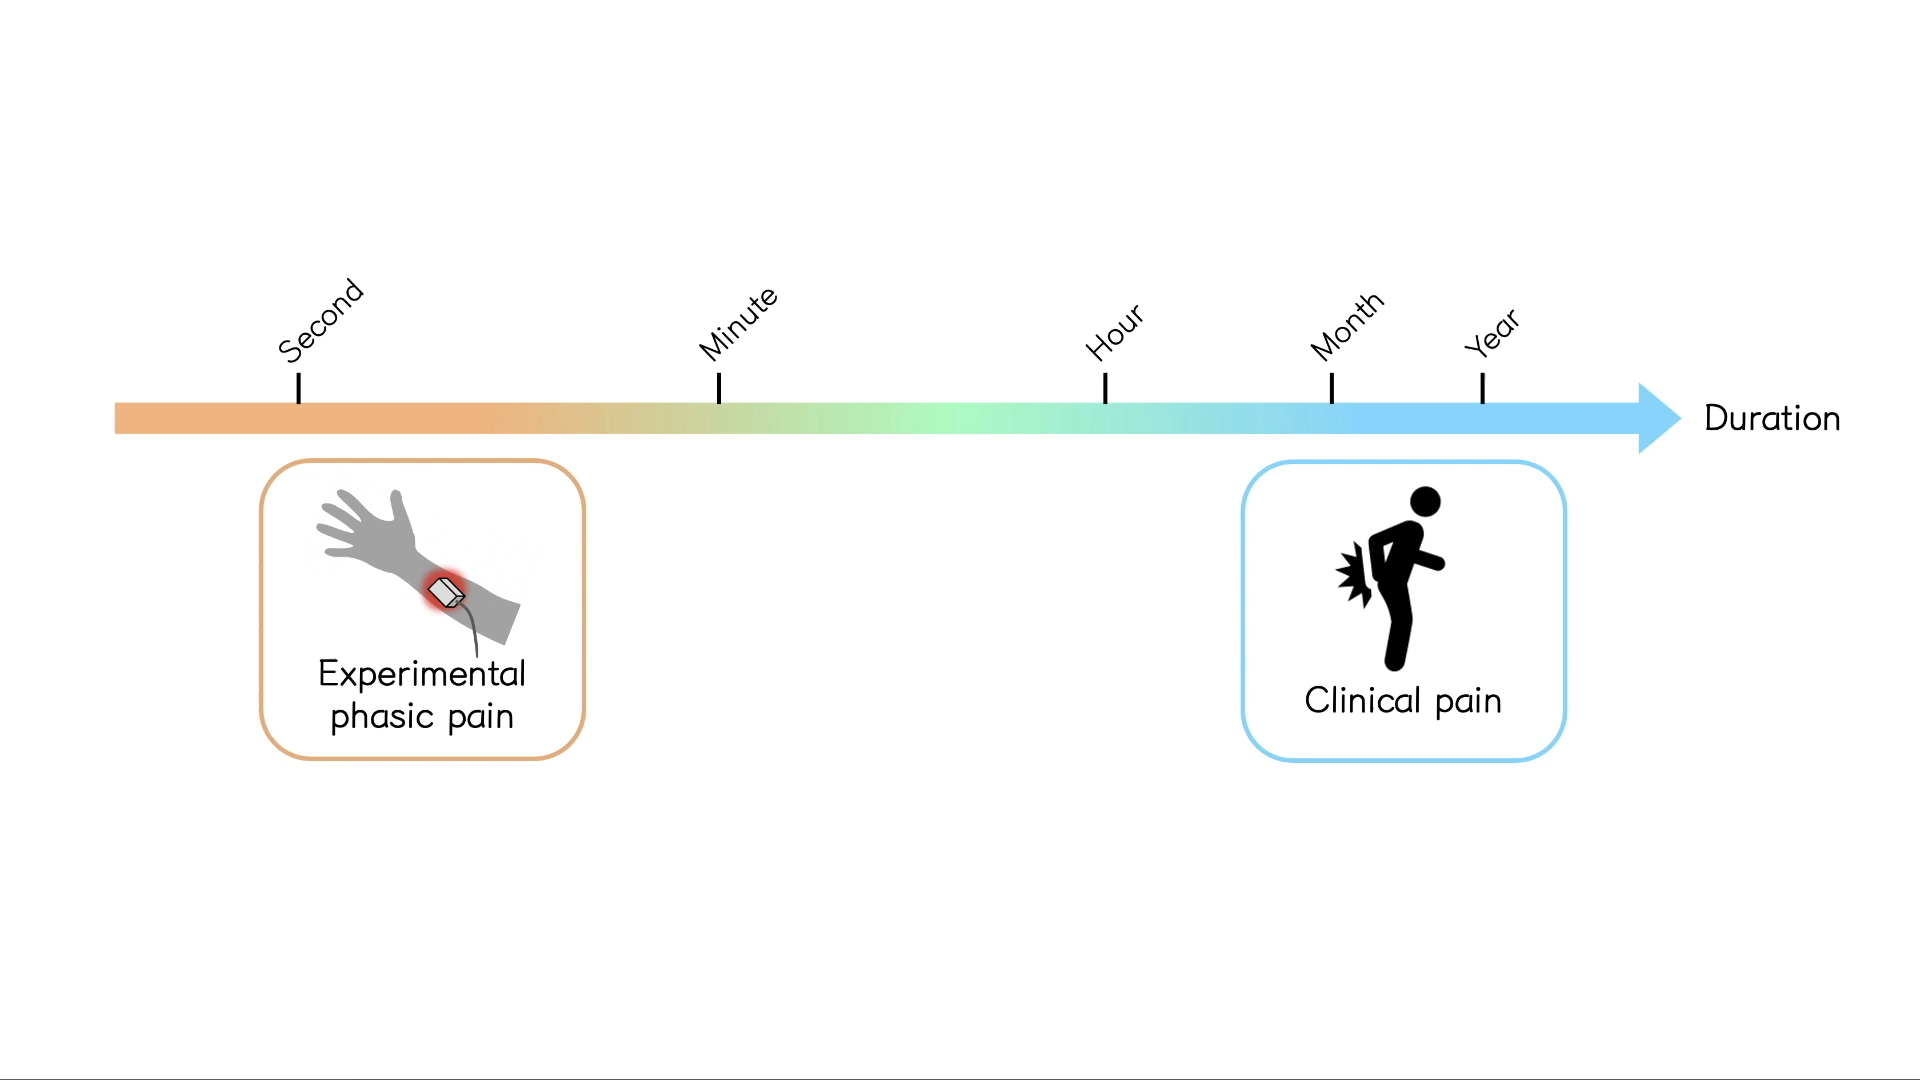 Second
Minute
Hour
Month
Year
Duration
Experimental
phasic pain
Clinical pain